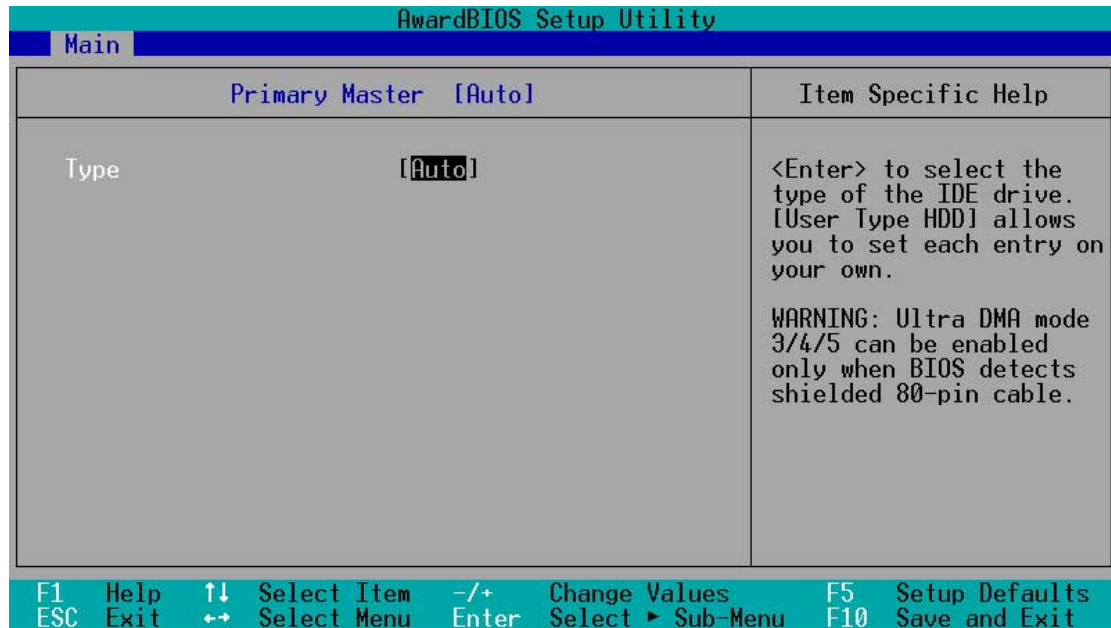 AwardBIOS Setup Utility
Main
Primary Master [Auto]
Item Specific Help
Type [Auto]
<Enter> to select the
type of the IDE drive.
[User Type HDD] allows
you to set each entry on
your own.
WARNING: Ultra DMA mode
3/4/5 can be enabled
only when BIOS detects
shielded 80-pin cable.
F1 Help ↑↓ Select Item -/+ Change Values F5 Setup Defaults
ESC Exit ↔ Select Menu Enter Select ► Sub-Menu F10 Save and Exit